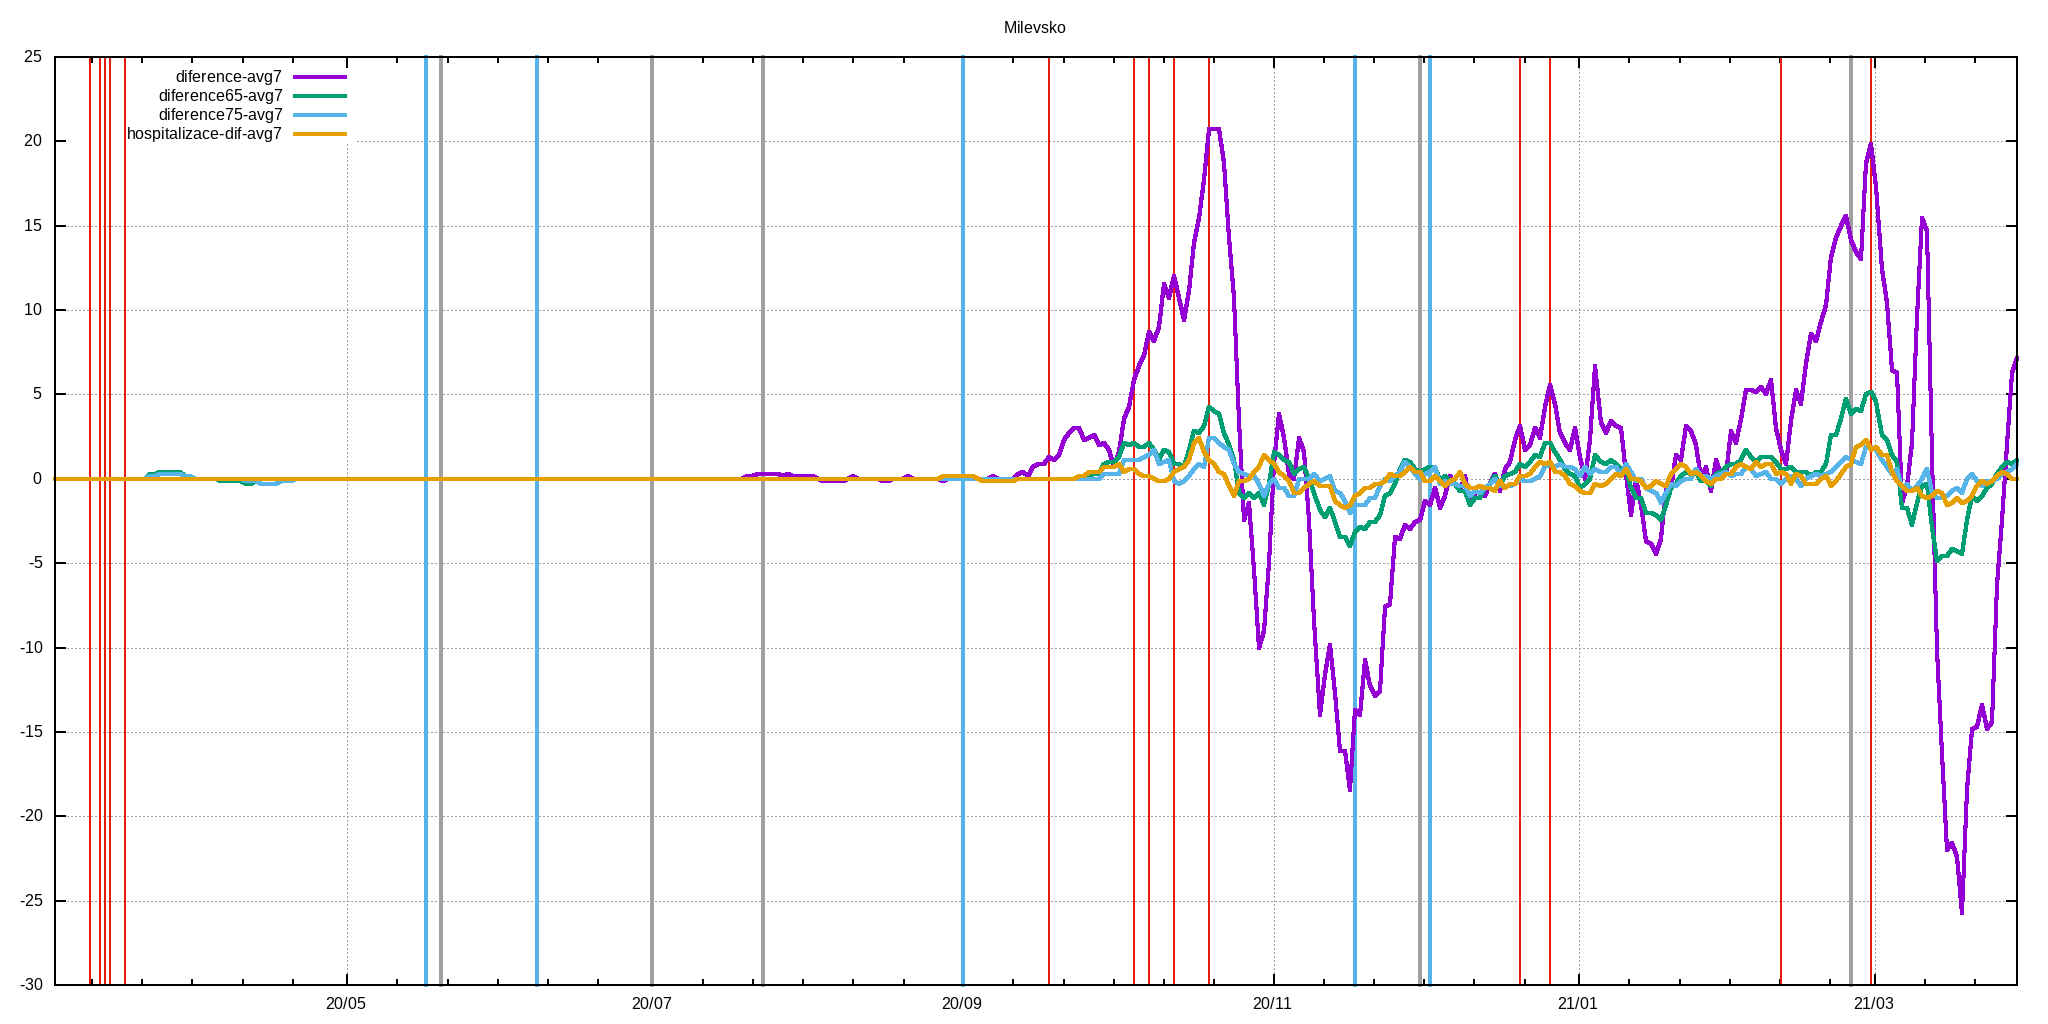 Milevsko
diference-avg7
diference65-avg7
diference75-avg7
hospitalizace-dif-avg7
25
20
15
10
5
0
-5
-10
-15
-20
-25
-30
20/05 20/07 20/09 20/11 21/01 21/03